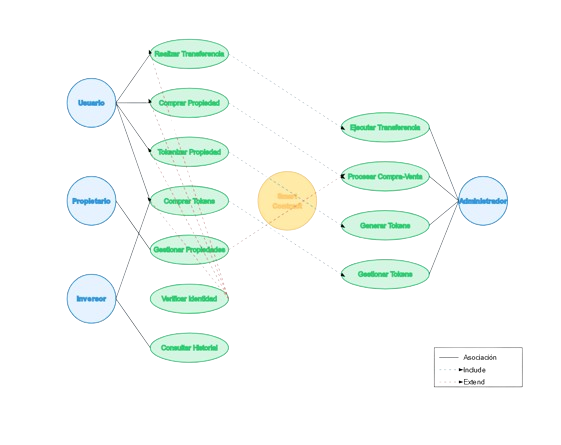 Realizar Transferencia
Usuario
Comprar Propiedad
Ejecutar Transferencia
Tokenizar Propiedad
Procesar Compra-Venta
Propietario
Comprar Tokens
Smart
Contract
Administrador
Generar Tokens
Gestionar Propiedades
Gestionar Tokens
Inversor
Verificar Identidad
Consultar Historial
Asociación
Include
Extend